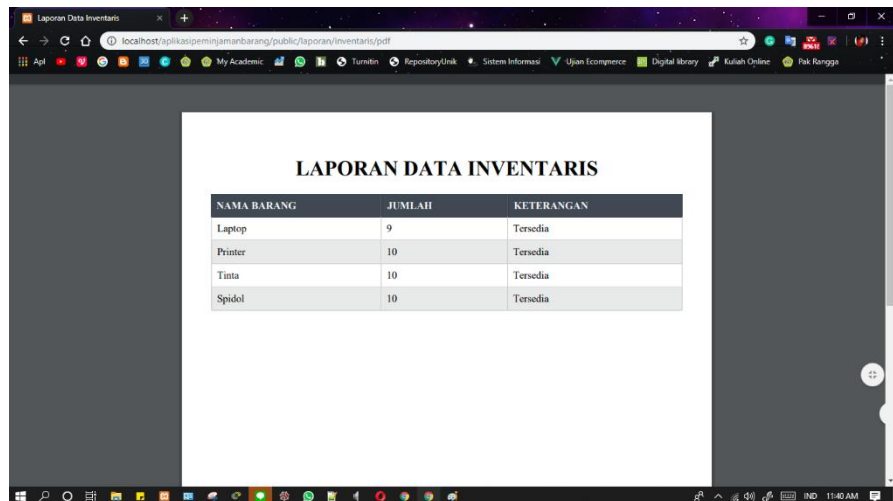 Laporan Data Inventaris
localhost/aplikasipeminjamanbarang/public/laporan/inventaris/pdf
Apl My Academic Turnitin RepositoryUnik Sistem Informasi Ujian Ecommerce Digital library Kuliah Online Pak Rangga
LAPORAN DATA INVENTARIS
NAMA BARANG JUMLAH KETERANGAN
Laptop 9 Tersedia
Printer 10 Tersedia
Tinta 10 Tersedia
Spidol 10 Tersedia
IND 11:40 AM